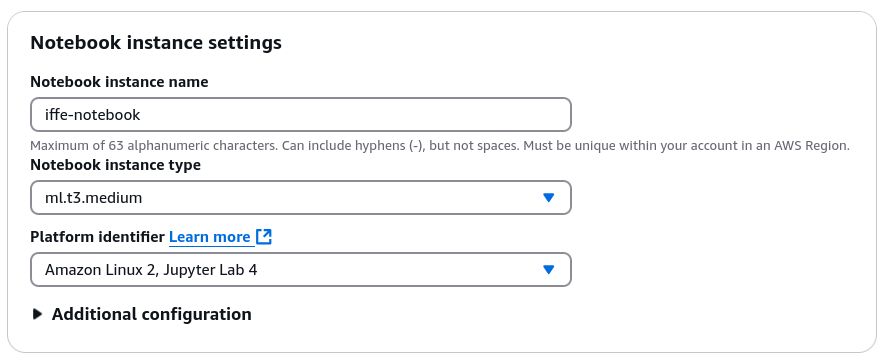 Notebook instance settings
Notebook instance name
iffe-notebook
Maximum of 63 alphanumeric characters. Can include hyphens (-), but not spaces. Must be unique within your account in an AWS Region.
Notebook instance type
ml.t3.medium
Platform identifier Learn more
Amazon Linux 2, Jupyter Lab 4
Additional configuration